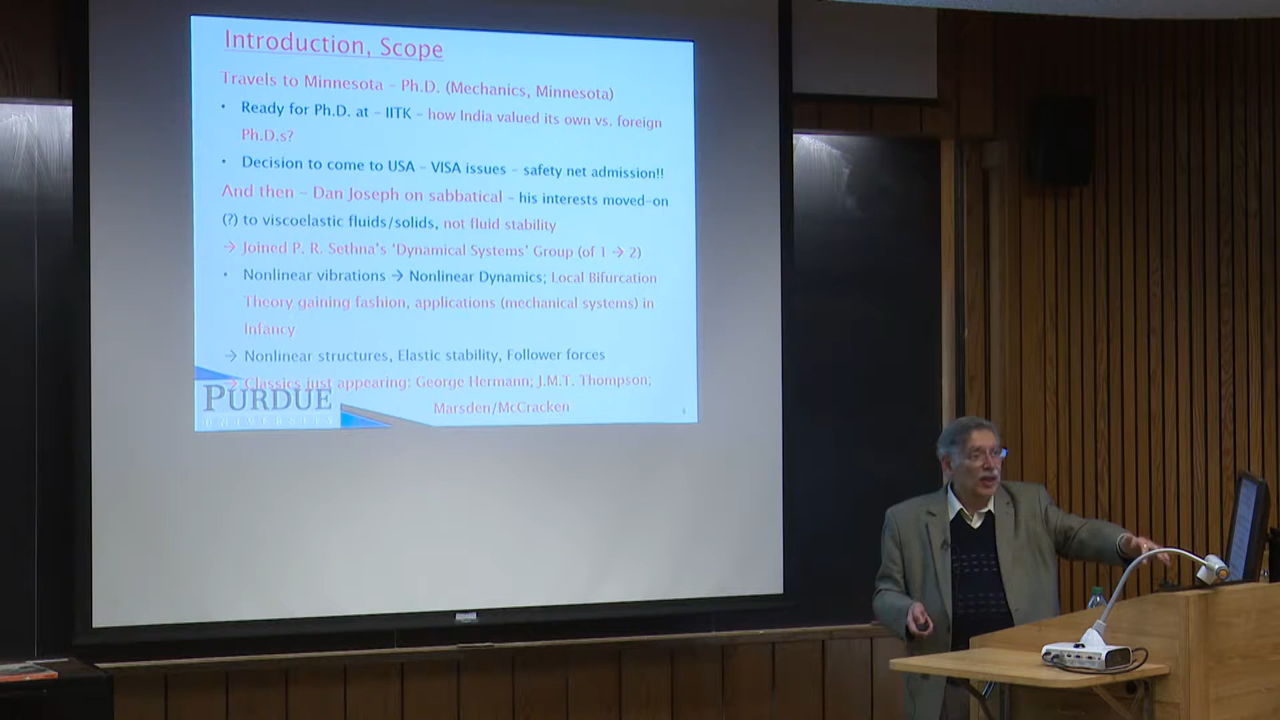 Introduction, Scope
Travels to Minnesota – Ph.D. (Mechanics, Minnesota)
• Ready for Ph.D. at – IITK – how India valued its own vs. foreign
Ph.D.s?
• Decision to come to USA – VISA issues – safety net admission!!
And then – Dan Joseph on sabbatical – his interests moved-on
(?) to viscoelastic fluids/solids, not fluid stability
→ Joined P. R. Sethna's 'Dynamical Systems' Group (of 1 → 2)
• Nonlinear vibrations → Nonlinear Dynamics; Local Bifurcation
Theory gaining fashion, applications (mechanical systems) in
Infancy
→ Nonlinear structures, Elastic stability, Follower forces
→ Classics just appearing: George Hermann; J.M.T. Thompson;
Marsden/McCracken
PURDUE
UNIVERSITY